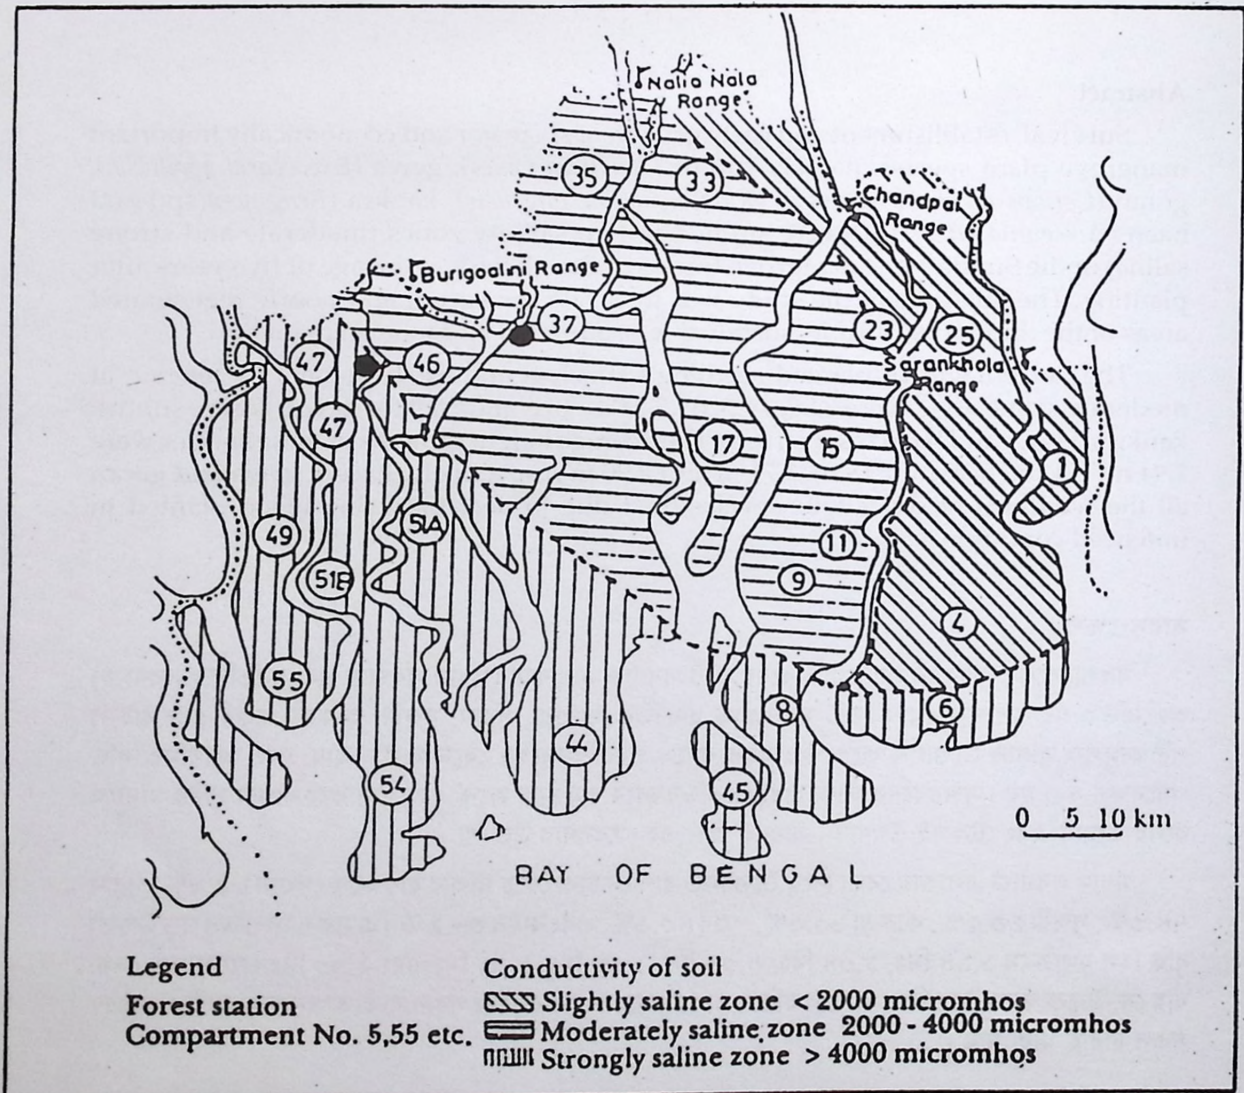 Nalia Nala
Range
Chandpai
Range
Burigoalini Range
Sarankhola
Range
35
33
37
23
25
47
46
47
17
15
1
49
51A
11
51B
9
4
55
8
6
44
54
45
0 5 10 km
BAY OF BENGAL
Legend
Forest station
Compartment No. 5,55 etc.
Conductivity of soil
Slightly saline zone < 2000 micromhos
Moderately saline zone 2000 - 4000 micromhos
Strongly saline zone > 4000 micromhos